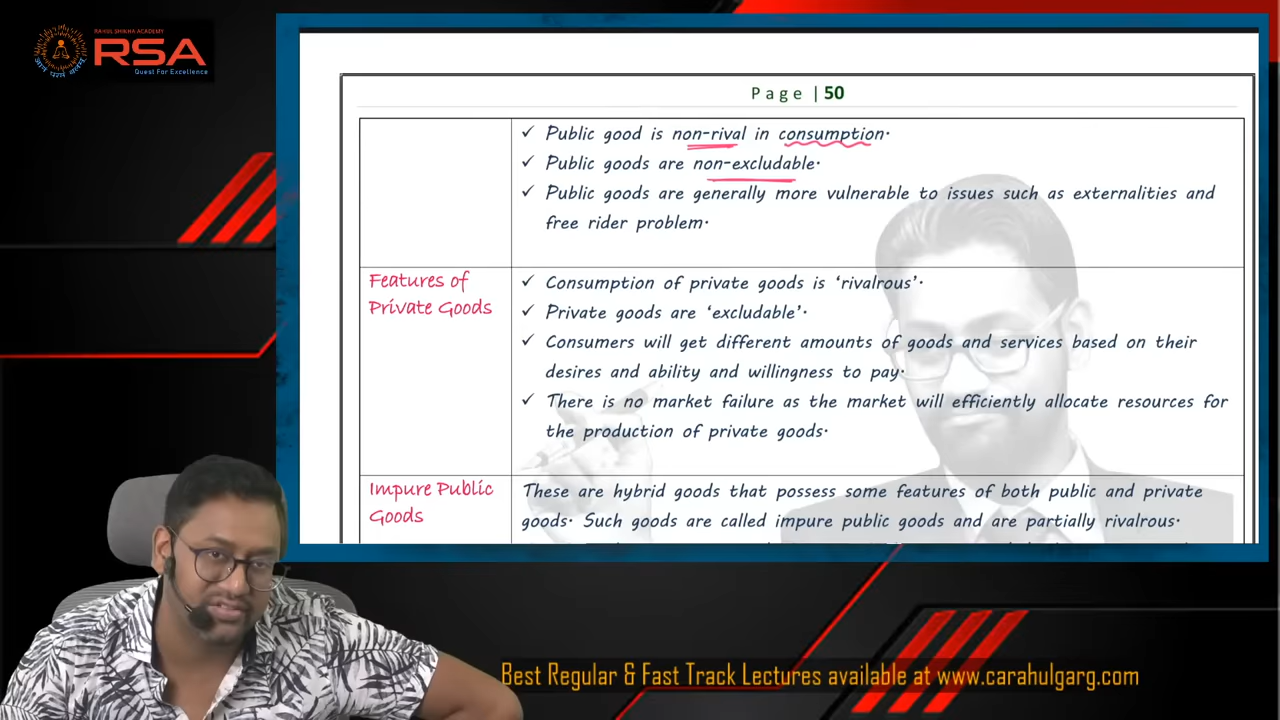 RAHUL SHIKHA ACADEMY
RSA
Quest For Excellence
Page | 50
✓ Public good is non-rival in consumption.
✓ Public goods are non-excludable.
✓ Public goods are generally more vulnerable to issues such as externalities and
free rider problem.
Features of
Private Goods
✓ Consumption of private goods is ‘rivalrous’.
✓ Private goods are ‘excludable’.
✓ Consumers will get different amounts of goods and services based on their
desires and ability and willingness to pay.
✓ There is no market failure as the market will efficiently allocate resources for
the production of private goods.
Impure Public
Goods
These are hybrid goods that possess some features of both public and private
goods. Such goods are called impure public goods and are partially rivalrous.
Best Regular & Fast Track Lectures available at www.carahulgarg.com